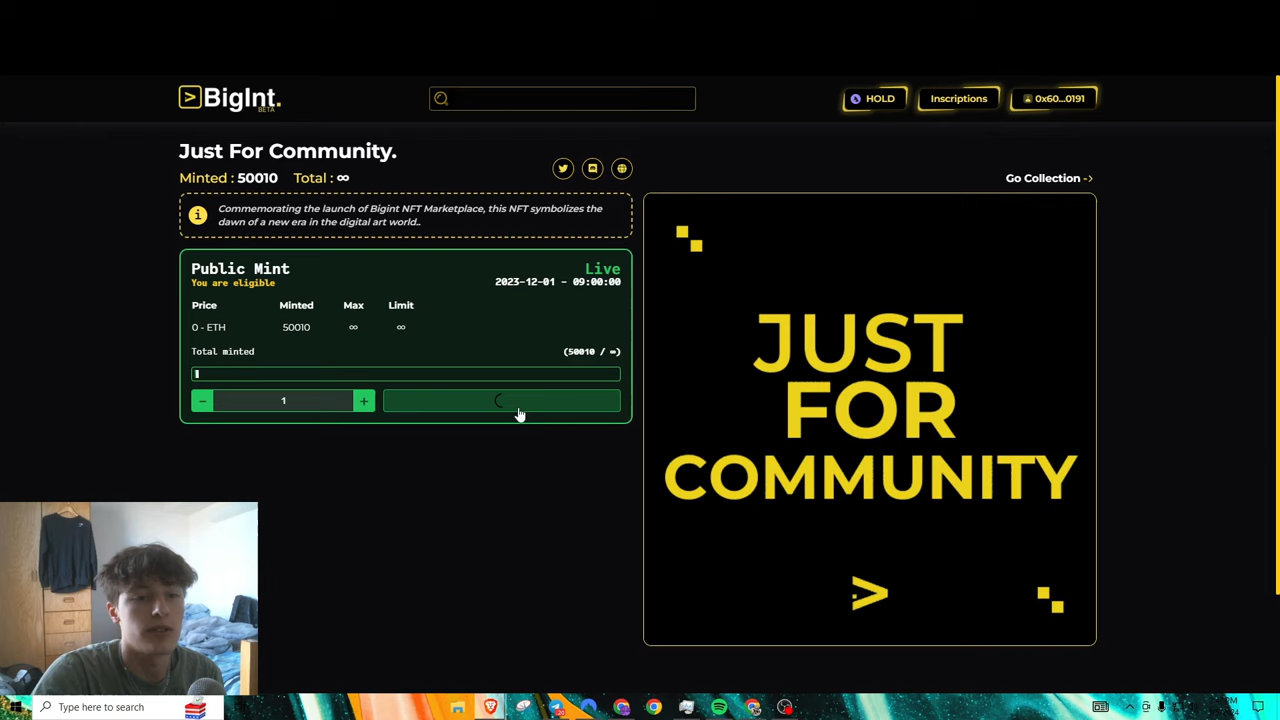 BigInt.
BETA
HOLD
Inscriptions
0x60...0191
Just For Community.
Minted : 50010 Total : ∞
Go Collection ->
i
Commemorating the launch of Bigint NFT Marketplace, this NFT symbolizes the
dawn of a new era in the digital art world..
Public Mint
Live
You are eligible
2023-12-01 - 09:00:00
Price Minted Max Limit
0 - ETH 50010 ∞ ∞
Total minted
(50010 / ∞)
- 1 +
JUST
FOR
COMMUNITY
Type here to search